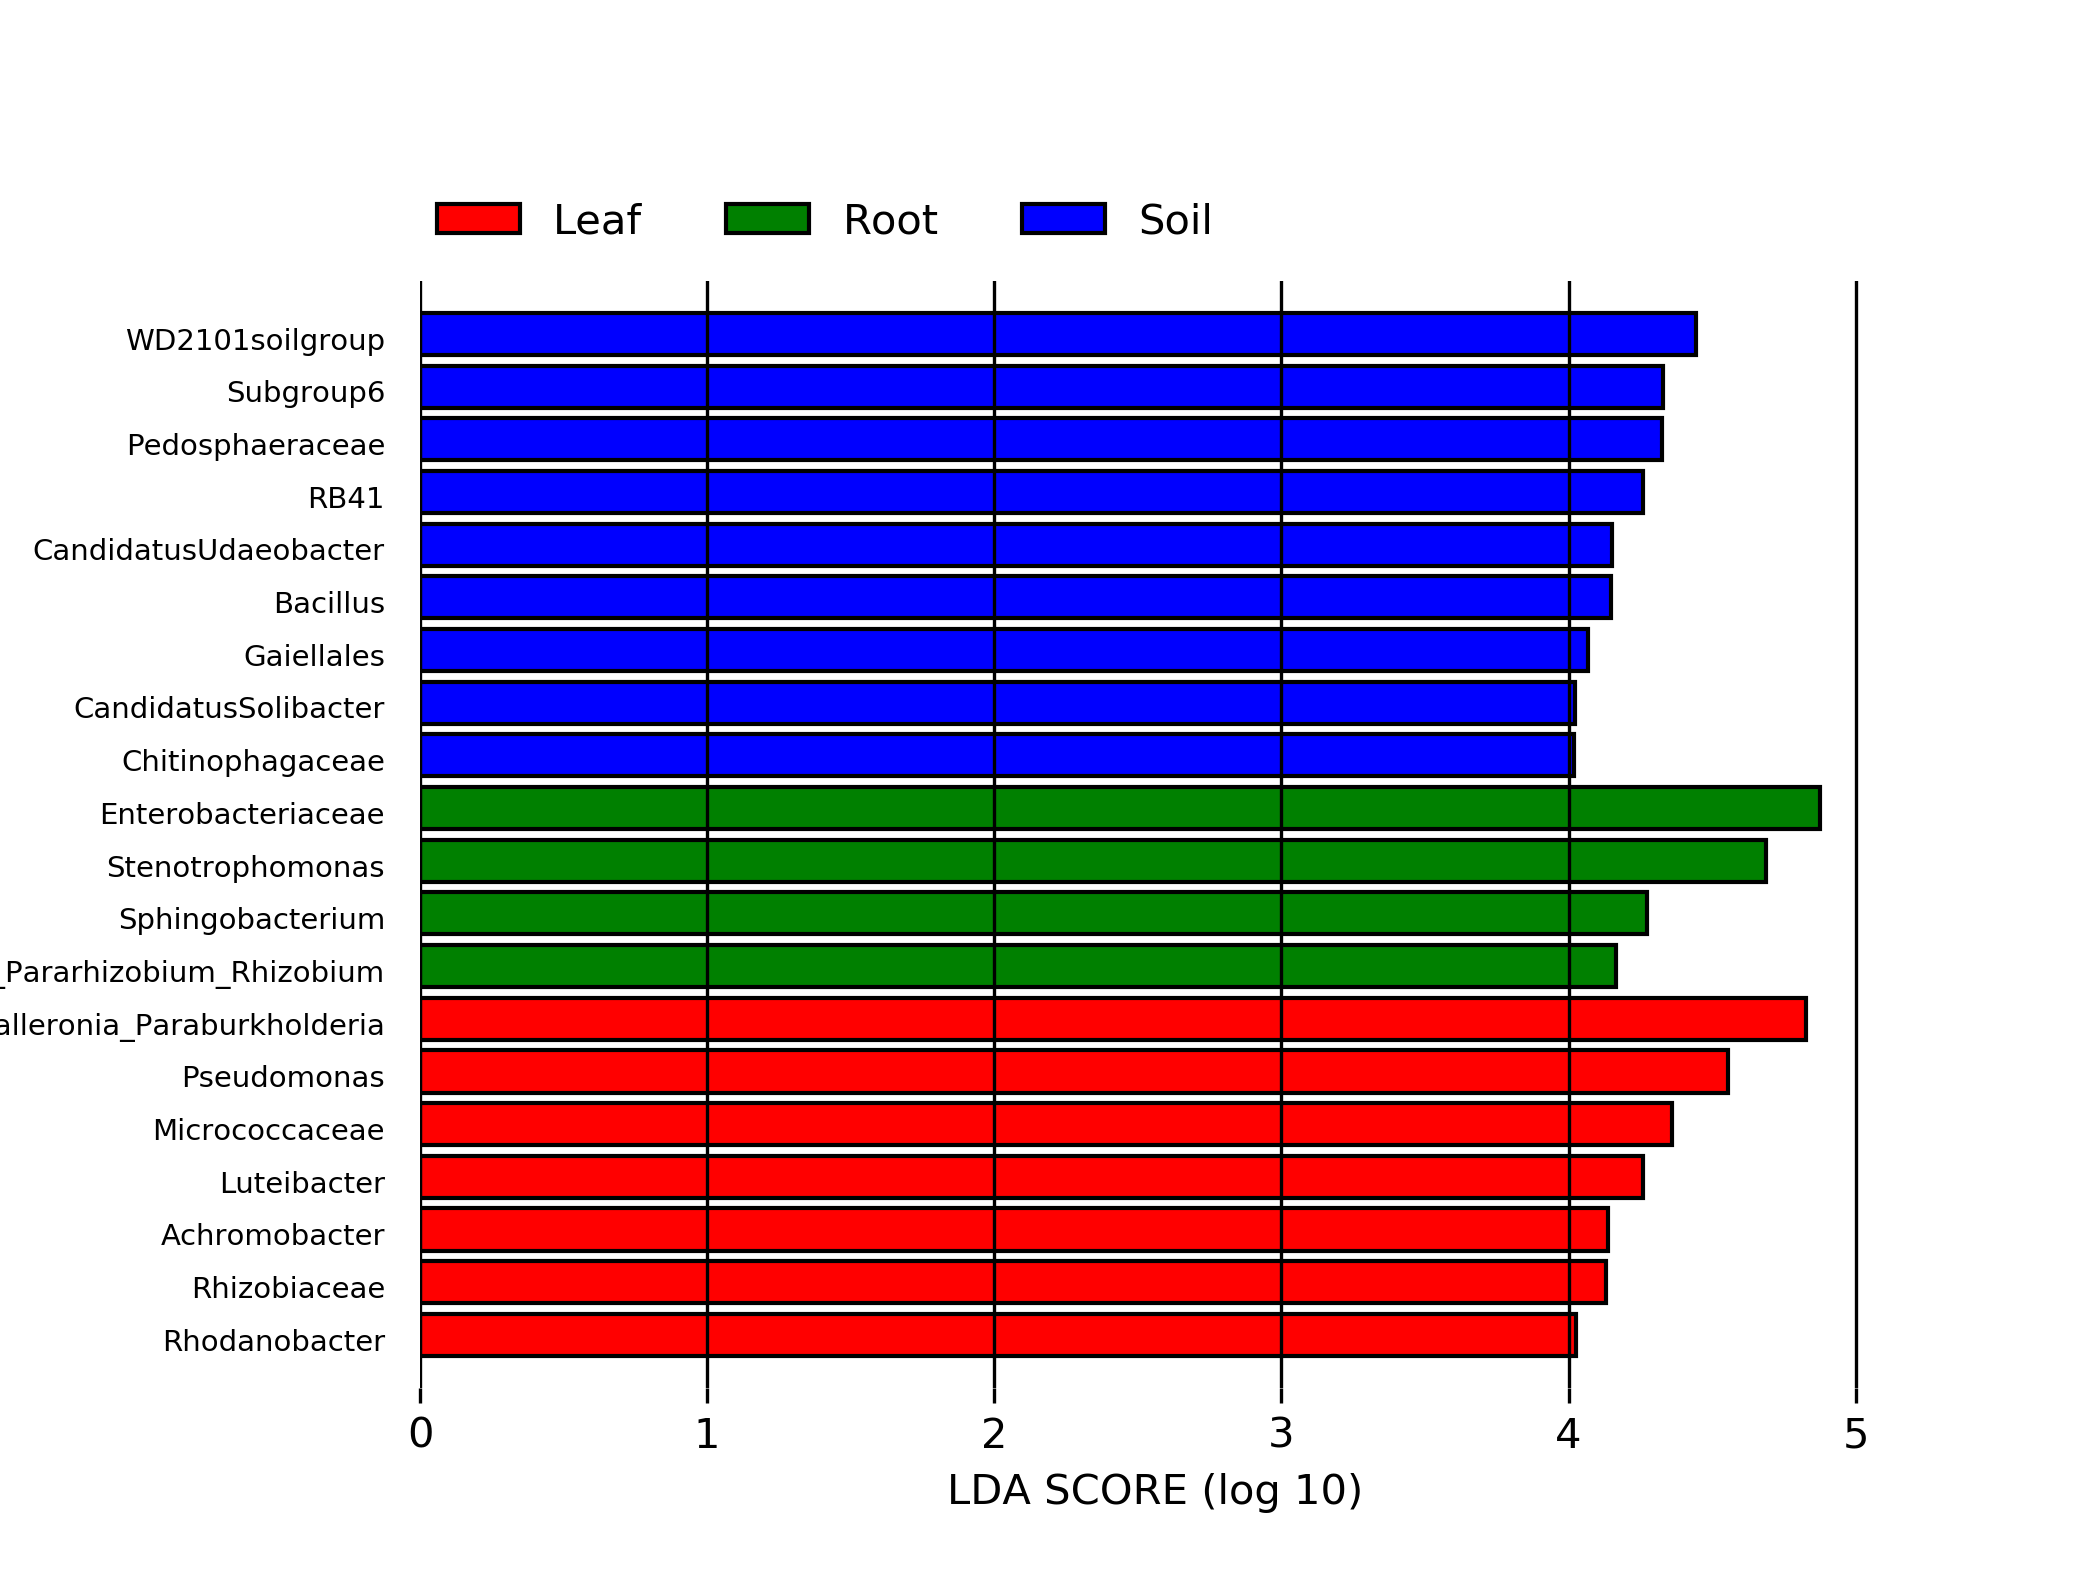 Leaf Root Soil
WD2101soilgroup
Subgroup6
Pedosphaeraceae
RB41
CandidatusUdaeobacter
Bacillus
Gaiellales
CandidatusSolibacter
Chitinophagaceae
Enterobacteriaceae
Stenotrophomonas
Sphingobacterium
_Pararhizobium_Rhizobium
alleronia_Paraburkholderia
Pseudomonas
Micrococcaceae
Luteibacter
Achromobacter
Rhizobiaceae
Rhodanobacter
0 1 2 3 4 5
LDA SCORE (log 10)